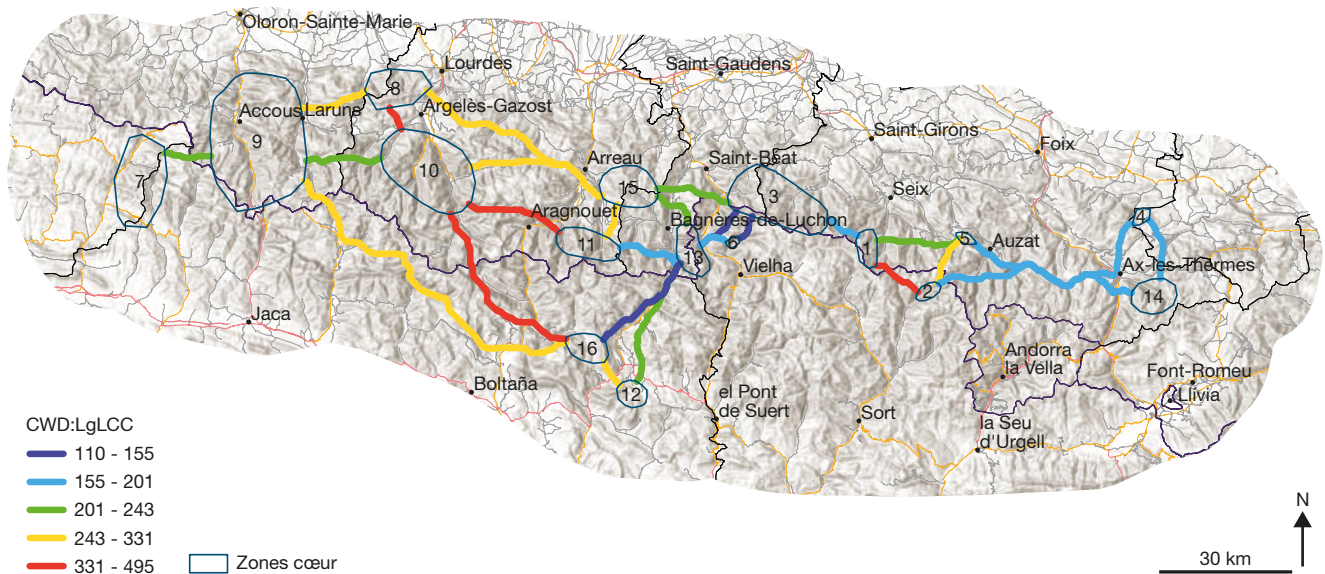 Oloron-Sainte-Marie
Lourdes
Saint-Gaudens
8
Accous
Laruns
Argelès-Gazost
Saint-Girons
Foix
9
7
10
Arreau
Saint-Béat
15
3
Seix
Aragnouet
Bagnères-de-Luchon
4
11
6
13
1
5
Auzat
Vielha
Ax-les-Thermes
2
14
Jaca
16
Andorra
la Vella
Font-Romeu
Llívia
Boltaña
12
el Pont
de Suert
Sort
la Seu
d'Urgell
CWD:LgLCC
110 - 155
155 - 201
201 - 243
243 - 331
331 - 495
Zones cœur
N
30 km